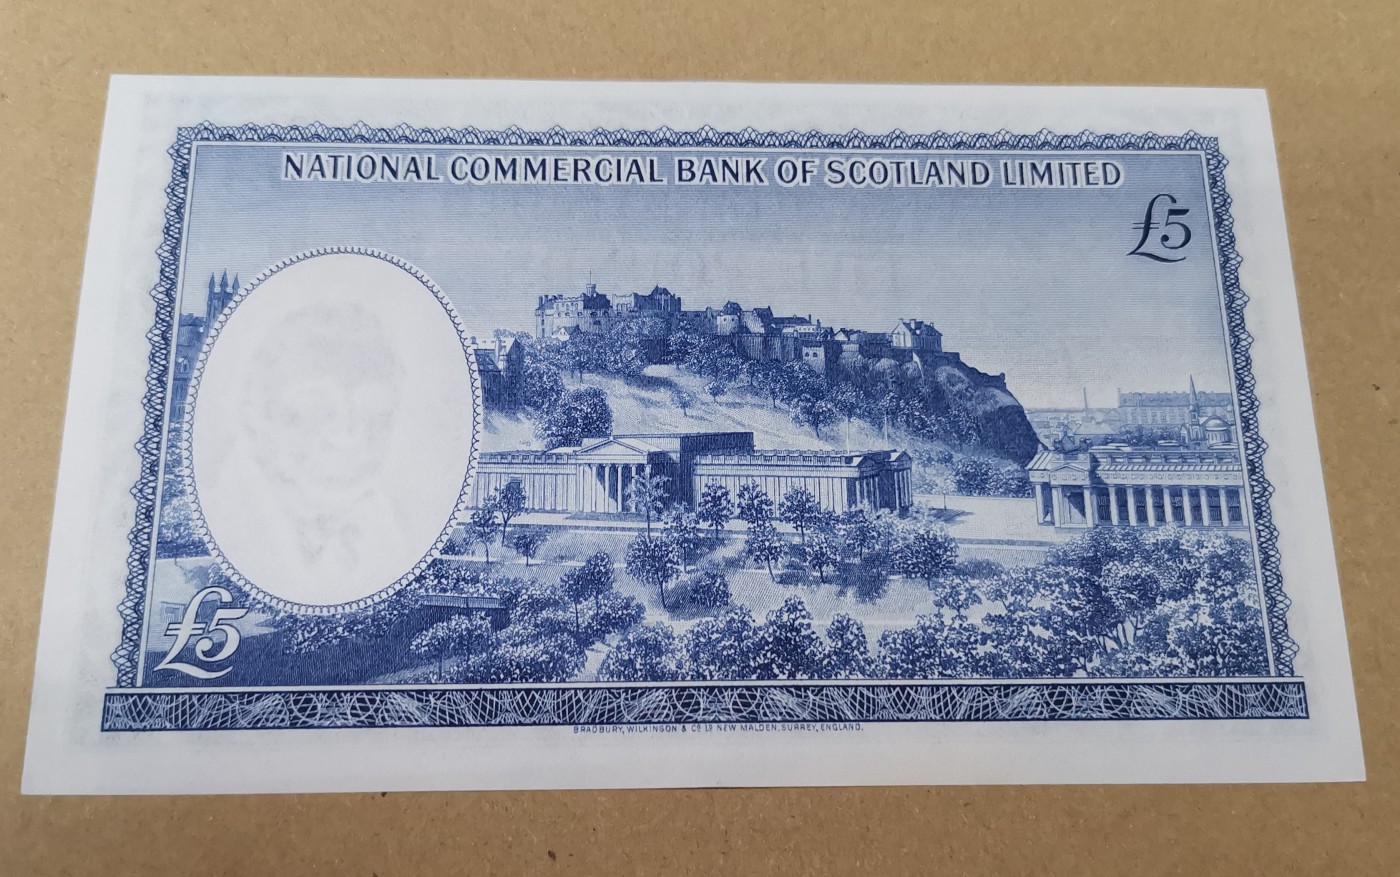 NATIONAL COMMERCIAL BANK OF SCOTLAND LIMITED
£5
£5
BRADBURY, WILKINSON & Co. Ld. NEW MALDEN, SURREY, ENGLAND.